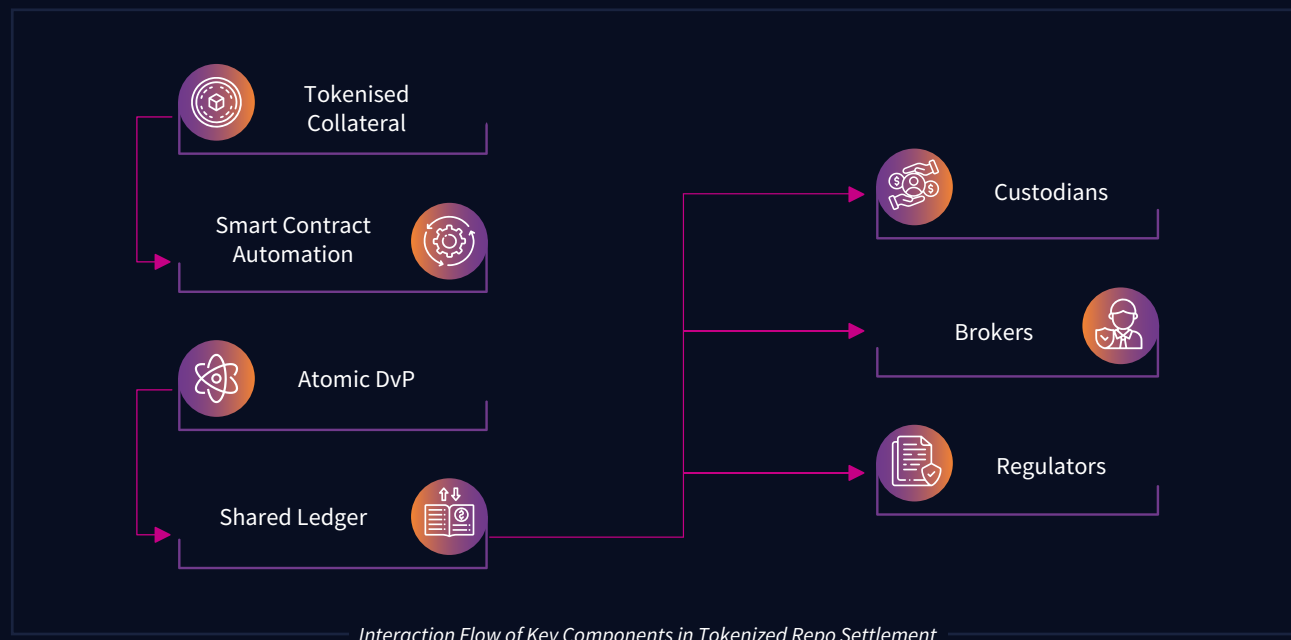 Tokenised
Collateral
Smart Contract
Automation
Atomic DvP
Shared Ledger
Custodians
Brokers
Regulators
Interaction Flow of Key Components in Tokenized Repo Settlement